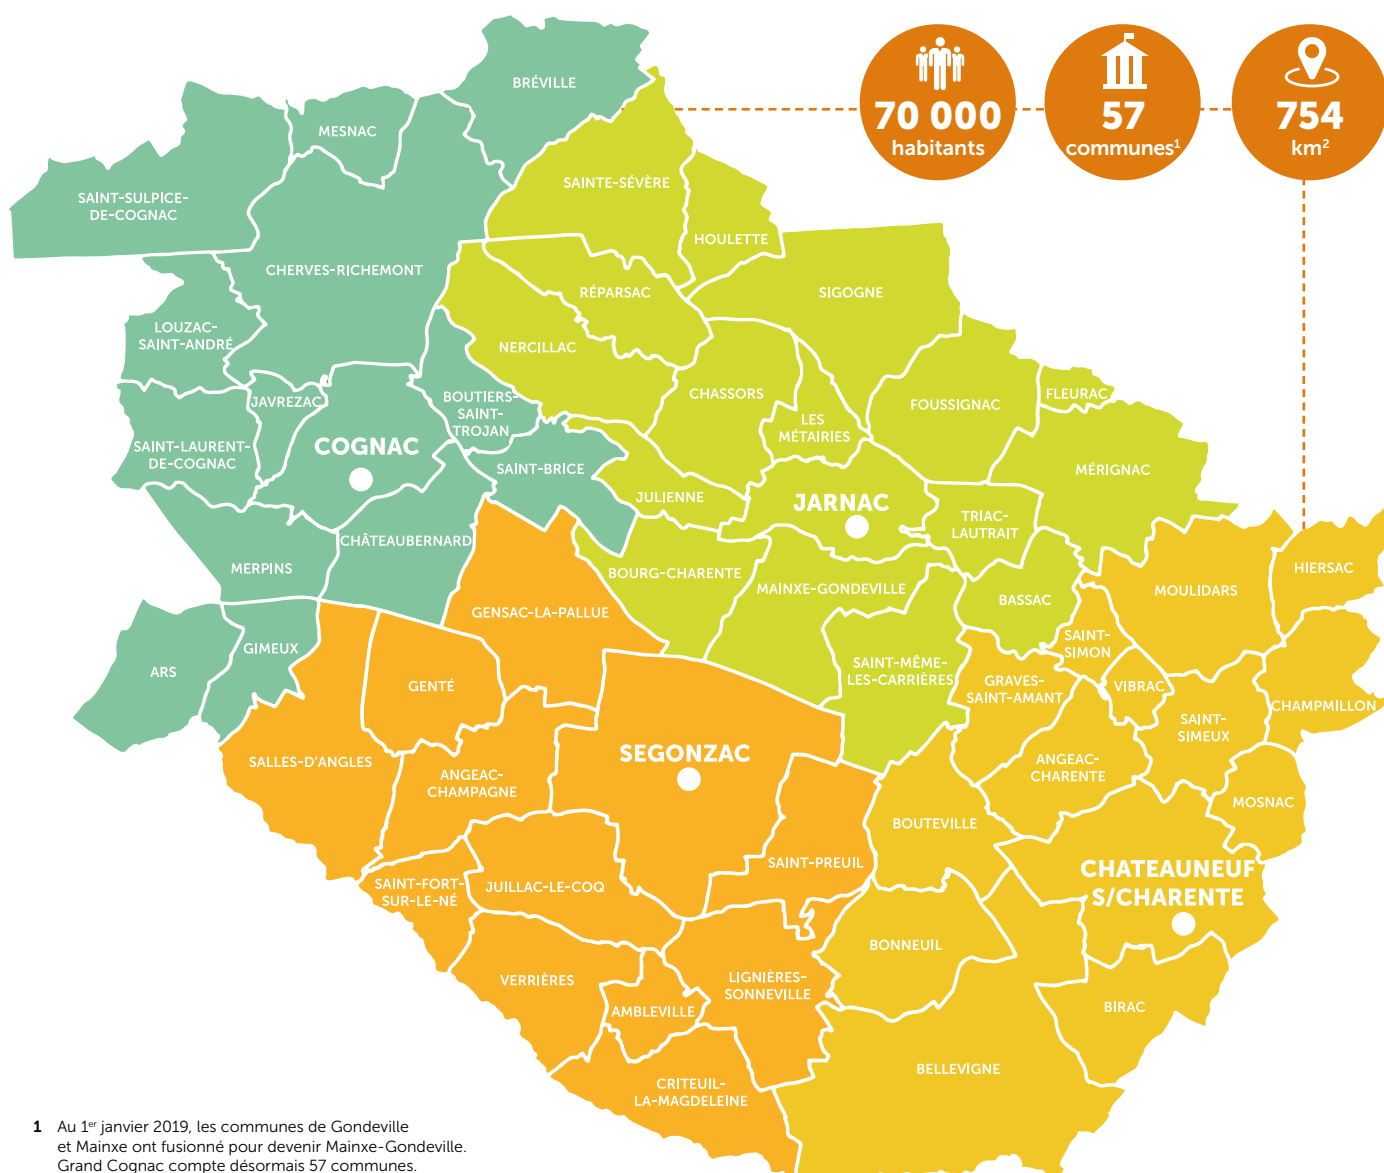 70 000
habitants
57
communes¹
754
km²
BRÉVILLE
MESNAC
SAINT-SULPICE-
DE-COGNAC
SAINTE-SÉVÈRE
HOULETTE
CHERVES-RICHEMONT
RÉPARSAC
SIGOGNE
LOUZAC-
SAINT-ANDRÉ
NERCILLAC
CHASSORS
FOUSSIGNAC
FLEURAC
JAVREZAC
BOUTIERS-
SAINT-
TROJAN
LES
MÉTAIRIES
SAINT-LAURENT-
DE-COGNAC
COGNAC
SAINT-BRICE
MÉRIGNAC
JULIENNE
JARNAC
TRIAC-
LAUTRAIT
CHÂTEAUBERNARD
MERPINS
BOURG-CHARENTE
MAINXE-GONDEVILLE
BASSAC
MOULIDARS
HIERSAC
GENSAC-LA-PALLUE
SAINT-
SIMON
ARS
GIMEUX
GENTÉ
SAINT-MÊME-
LES-CARRIÈRES
GRAVES-
SAINT-AMANT
VIBRAC
CHAMPMILLON
SAINT-
SIMEUX
SALLES-D'ANGLES
ANGEAC-
CHAMPAGNE
SEGONZAC
ANGEAC-
CHARENTE
MOSNAC
BOUTEVILLE
SAINT-PREUIL
CHATEAUNEUF
S/CHARENTE
SAINT-FORT-
SUR-LE-NÉ
JUILLAC-LE-COQ
BONNEUIL
VERRIÈRES
LIGNIÈRES-
SONNEVILLE
AMBLEVILLE
BIRAC
BELLEVIGNE
CRITEUIL-
LA-MAGDELEINE
1 Au 1er janvier 2019, les communes de Gondeville
et Mainxe ont fusionné pour devenir Mainxe-Gondeville.
Grand Cognac compte désormais 57 communes.